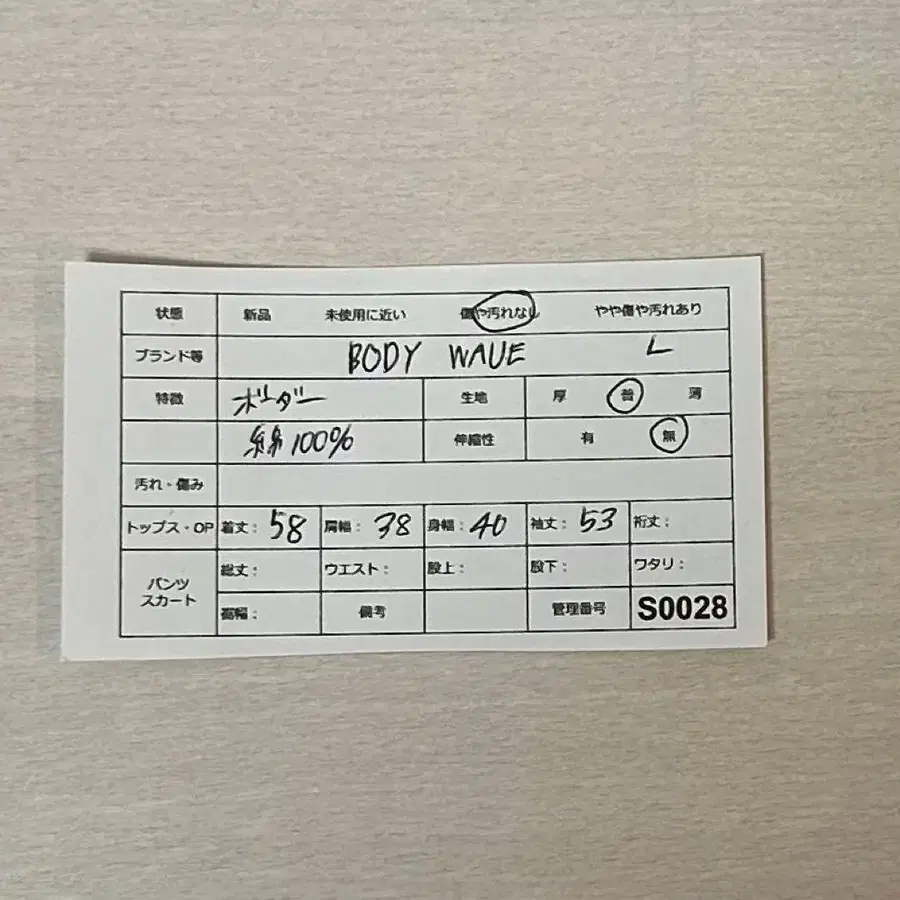 状態 新品 未使用に近い 傷や汚れなし やや傷や汚れあり
ブランド等 BODY WAVE L
特徴 ボーダー 生地 厚 普 薄
綿100% 伸縮性 有 無
汚れ・傷み
トップス・OP 着丈: 58 肩幅: 38 身幅: 40 袖丈: 53 裄丈:
パンツ スカート 総丈: ウエスト: 股上: 股下: ワタリ:
裾幅: 備考 管理番号 S0028